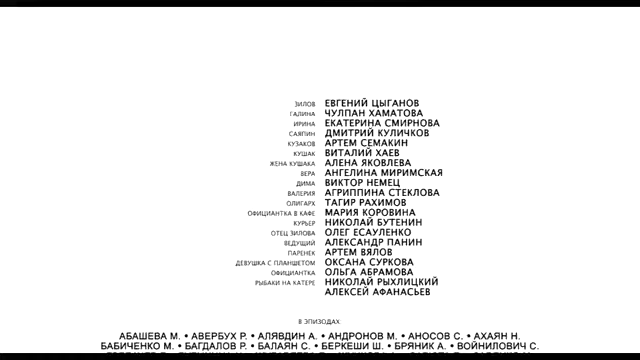 ЗИЛОВ ЕВГЕНИЙ ЦЫГАНОВ
ГАЛИНА ЧУЛПАН ХАМАТОВА
ИРИНА ЕКАТЕРИНА СМИРНОВА
САЯПИН ДМИТРИЙ КУЛИЧКОВ
КУЗАКОВ АРТЕМ СЕМАКИН
КУШАК ВИТАЛИЙ ХАЕВ
ЖЕНА КУШАКА АЛЕНА ЯКОВЛЕВА
ВЕРА АНГЕЛИНА МИРИМСКАЯ
ДИМА ВИКТОР НЕМЕЦ
ВАЛЕРИЯ АГРИППИНА СТЕКЛОВА
ОЛИГАРХ ТАГИР РАХИМОВ
ОФИЦИАНТКА В КАФЕ МАРИЯ КОРОВИНА
КУРЬЕР НИКОЛАЙ БУТЕНИН
ОТЕЦ ЗИЛОВА ОЛЕГ ЕСАУЛЕНКО
ВЕДУЩИЙ АЛЕКСАНДР ПАНИН
ПАРЕНЕК АРТЕМ ВЯЛОВ
ДЕВУШКА С ПЛАНШЕТОМ ОКСАНА СУРКОВА
ОФИЦИАНТКА ОЛЬГА АБРАМОВА
РЫБАКИ НА КАТЕРЕ НИКОЛАЙ РЫХЛИЦКИЙ
АЛЕКСЕЙ АФАНАСЬЕВ
В ЭПИЗОДАХ:
АБАШЕВА М. • АВЕРБУХ Р. • АЛЯВДИН А. • АНДРОНОВ М. • АНОСОВ С. • АХАЯН Н.
БАБИЧЕНКО М. • БАГДАЛОВ Р. • БАЛАЯН С. • БЕРКЕШИ Ш. • БРЯНИК А. • ВОЙНИЛОВИЧ С.